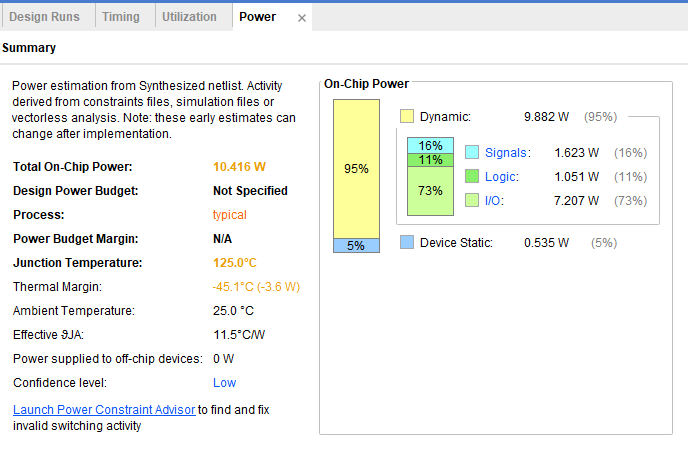 Design Runs Timing Utilization Power ×
Summary
Power estimation from Synthesized netlist. Activity
derived from constraints files, simulation files or
vectorless analysis. Note: these early estimates can
change after implementation.
Total On-Chip Power: 10.416 W
Design Power Budget: Not Specified
Process: typical
Power Budget Margin: N/A
Junction Temperature: 125.0°C
Thermal Margin: -45.1°C (-3.6 W)
Ambient Temperature: 25.0 °C
Effective ϑJA: 11.5°C/W
Power supplied to off-chip devices: 0 W
Confidence level: Low
Launch Power Constraint Advisor to find and fix
invalid switching activity
On-Chip Power
95%
5%
Dynamic: 9.882 W (95%)
16%
11%
73%
Signals: 1.623 W (16%)
Logic: 1.051 W (11%)
I/O: 7.207 W (73%)
Device Static: 0.535 W (5%)